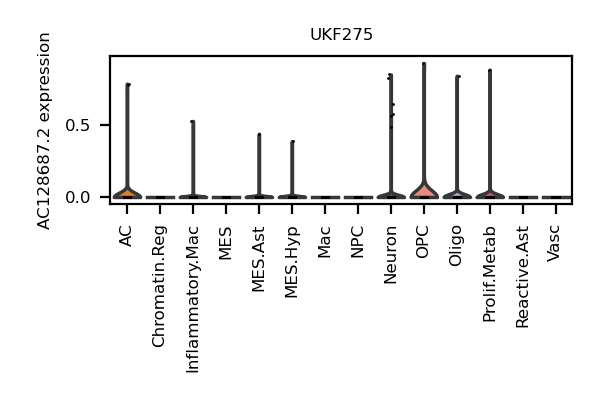 UKF275
AC128687.2 expression
0.5
0.0
AC
Chromatin.Reg
Inflammatory.Mac
MES
MES.Ast
MES.Hyp
Mac
NPC
Neuron
OPC
Oligo
Prolif.Metab
Reactive.Ast
Vasc